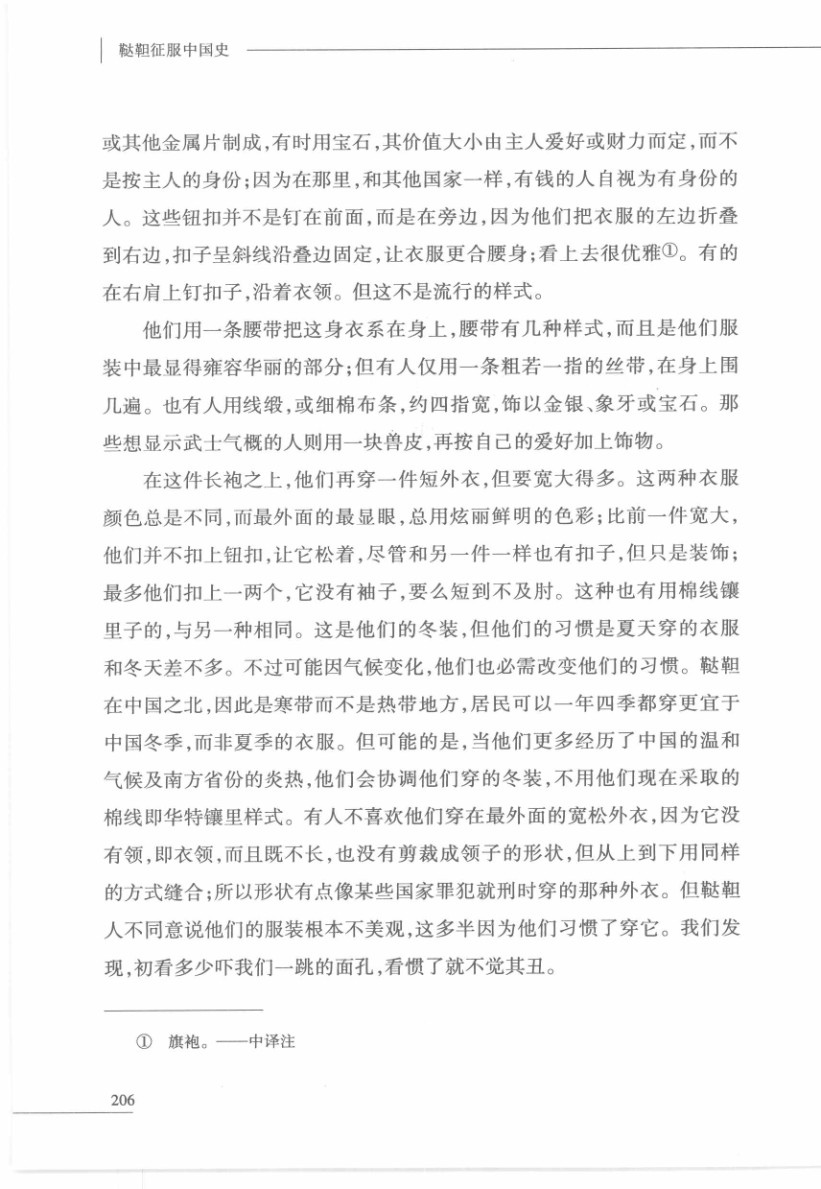 鞑靼征服中国史
或其他金属片制成,有时用宝石,其价值大小由主人爱好或财力而定,而不
是按主人的身份;因为在那里,和其他国家一样,有钱的人自视为有身份的
人。这些钮扣并不是钉在前面,而是在旁边,因为他们把衣服的左边折叠
到右边,扣子呈斜线沿叠边固定,让衣服更合腰身;看上去很优雅①。有的
在右肩上钉扣子,沿着衣领。但这不是流行的样式。
他们用一条腰带把这身衣系在身上,腰带有几种样式,而且是他们服
装中最显得雍容华丽的部分;但有人仅用一条粗若一指的丝带,在身上围
几遍。也有人用线缎,或细棉布条,约四指宽,饰以金银、象牙或宝石。那
些想显示武士气概的人则用一块兽皮,再按自己的爱好加上饰物。
在这件长袍之上,他们再穿一件短外衣,但要宽大得多。这两种衣服
颜色总是不同,而最外面的最显眼,总用炫丽鲜明的色彩;比前一件宽大,
他们并不扣上钮扣,让它松着,尽管和另一件一样也有扣子,但只是装饰;
最多他们扣上一两个,它没有袖子,要么短到不及肘。这种也有用棉线镶
里子的,与另一种相同。这是他们的冬装,但他们的习惯是夏天穿的衣服
和冬天差不多。不过可能因气候变化,他们也必需改变他们的习惯。鞑靼
在中国之北,因此是寒带而不是热带地方,居民可以一年四季都穿更宜于
中国冬季,而非夏季的衣服。但可能的是,当他们更多经历了中国的温和
气候及南方省份的炎热,他们会协调他们穿的冬装,不用他们现在采取的
棉线即华特镶里样式。有人不喜欢他们穿在最外面的宽松外衣,因为它没
有领,即衣领,而且既不长,也没有剪裁成领子的形状,但从上到下用同样
的方式缝合;所以形状有点像某些国家罪犯就刑时穿的那种外衣。但鞑靼
人不同意说他们的服装根本不美观,这多半因为他们习惯了穿它。我们发
现,初看多少吓我们一跳的面孔,看惯了就不觉其丑。
① 旗袍。——中译注
206